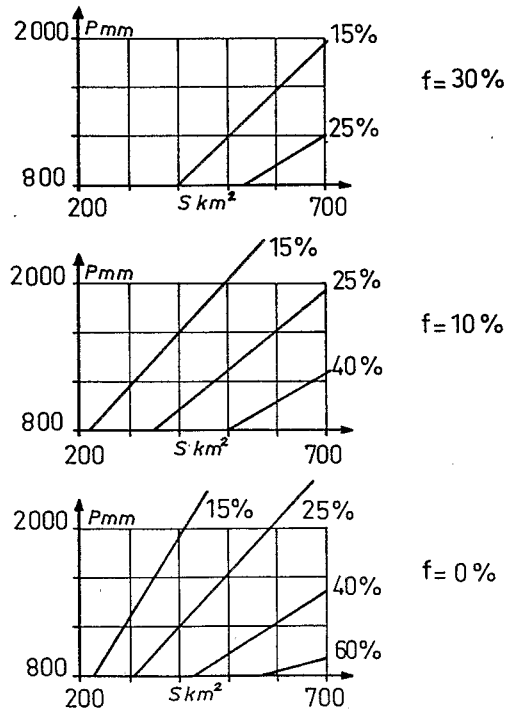 2000 Pmm 15%
f=30%
25%
800
200 S km² 700
15%
2000 Pmm 25%
f=10%
40%
800
200 S km² 700
15% 25%
2000 Pmm
40% f=0%
60%
800
200 S km² 700